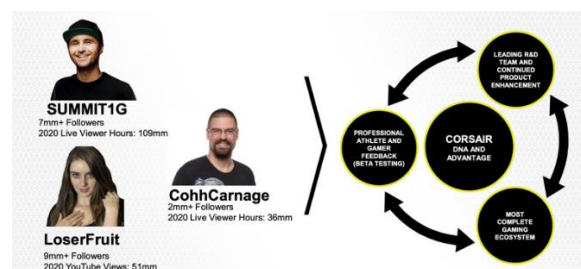 SUMMIT1G
7mm+ Followers
2020 Live Viewer Hours: 109mm
CohhCarnage
2mm+ Followers
2020 Live Viewer Hours: 36mm
LoserFruit
9mm+ Followers
2020 YouTube Views: 51mm
LEADING R&D
TEAM AND
CONTINUED
PRODUCT
ENHANCEMENT
PROFESSIONAL
ATHLETE AND
GAMER
FEEDBACK
(BETA TESTING)
CORSAIR
DNA AND
ADVANTAGE
MOST
COMPLETE
GAMING
ECOSYSTEM